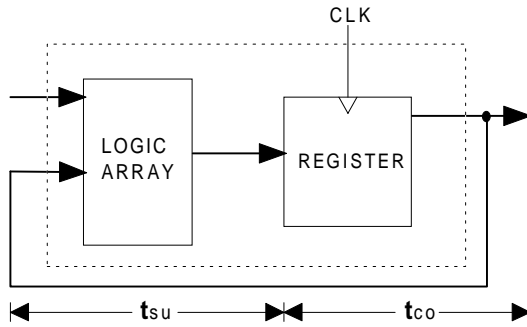 CLK
LOGIC
ARRAY
REGISTER
tsu
tco